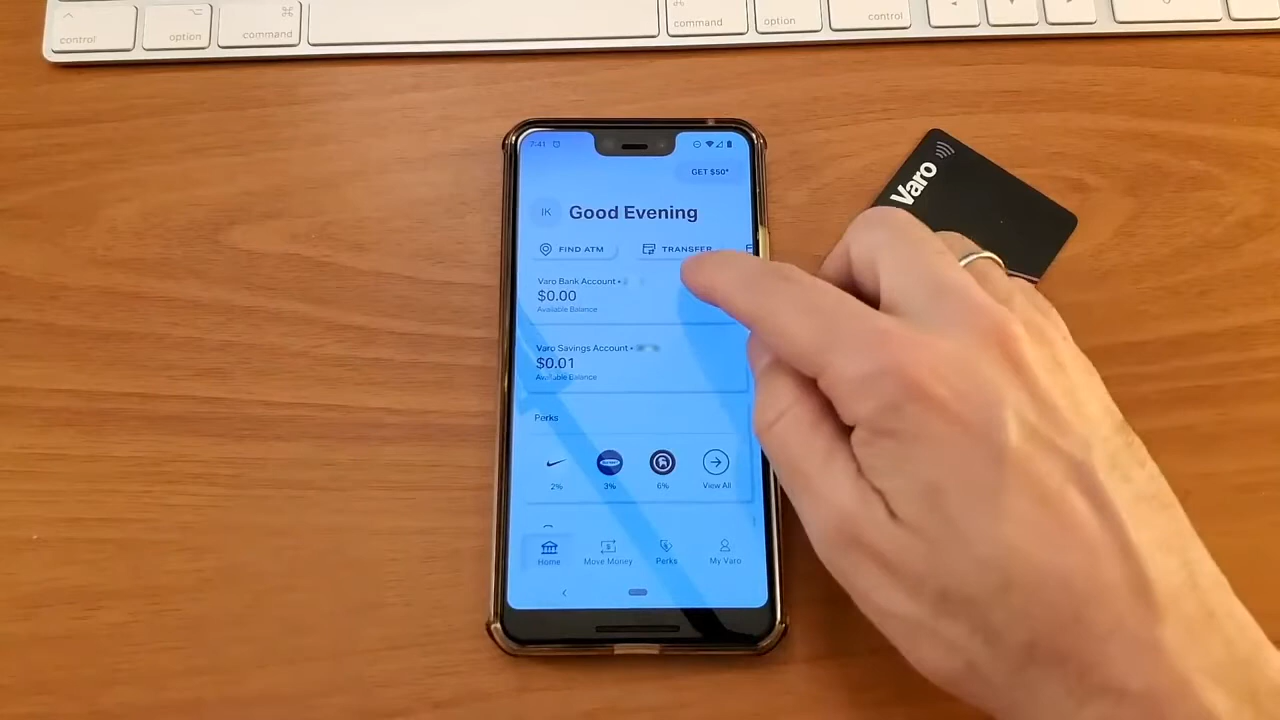 control
option
command
command
option
control
7:41
GET $50*
IK
Good Evening
FIND ATM
TRANSFER
Varo Bank Account •
$0.00
Available Balance
Varo Savings Account •
$0.01
Available Balance
Perks
2%
3%
6%
View All
Home
Move Money
Perks
My Varo
Varo